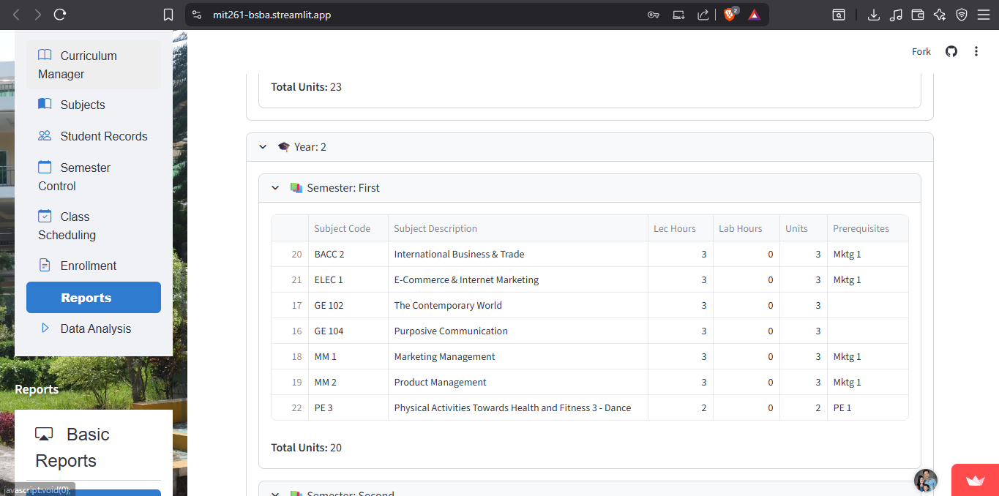 mit261-bsba.streamlit.app
2
Curriculum
Manager
Subjects
Student Records
Semester
Control
Class
Scheduling
Enrollment
Reports
Data Analysis
Reports
Basic
Reports
javascript:void(0);
Fork
Total Units: 23
Year: 2
Semester: First
Subject Code Subject Description Lec Hours Lab Hours Units Prerequisites
20 BACC 2 International Business & Trade 3 0 3 Mktg 1
21 ELEC 1 E-Commerce & Internet Marketing 3 0 3 Mktg 1
17 GE 102 The Contemporary World 3 0 3
16 GE 104 Purposive Communication 3 0 3
18 MM 1 Marketing Management 3 0 3 Mktg 1
19 MM 2 Product Management 3 0 3 Mktg 1
22 PE 3 Physical Activities Towards Health and Fitness 3 - Dance 2 0 2 PE 1
Total Units: 20
Semester: Second